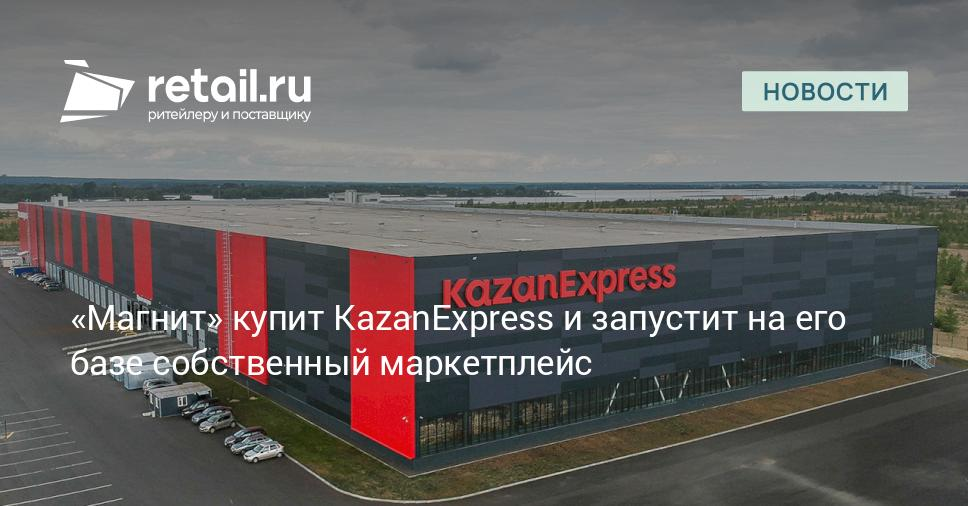 retail.ru
ритейлеру и поставщику
НОВОСТИ
KazanExpress
«Магнит» купит KazanExpress и запустит на его
базе собственный маркетплейс